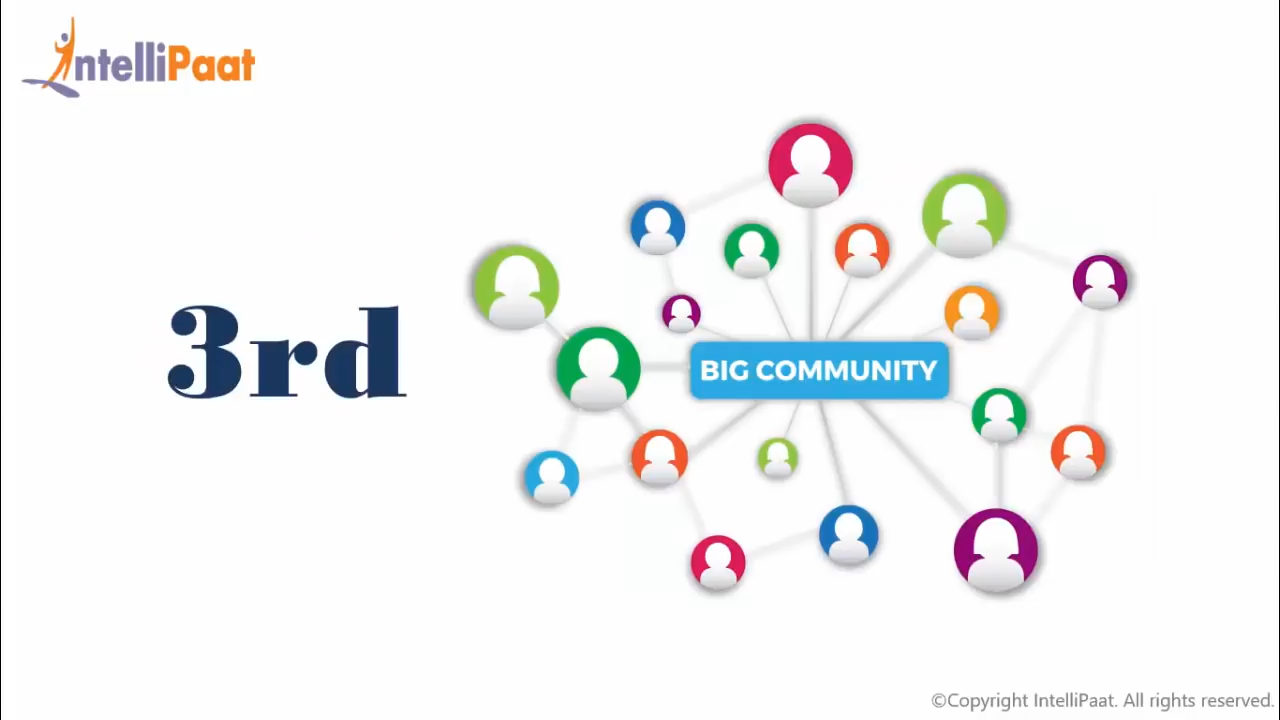 IntelliPaat
3rd
BIG COMMUNITY
©Copyright IntelliPaat. All rights reserved.